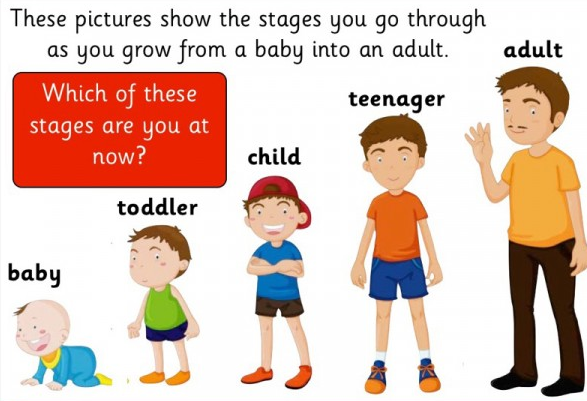 These pictures show the stages you go through
as you grow from a baby into an adult.
Which of these
stages are you at
now?
baby
toddler
child
teenager
adult